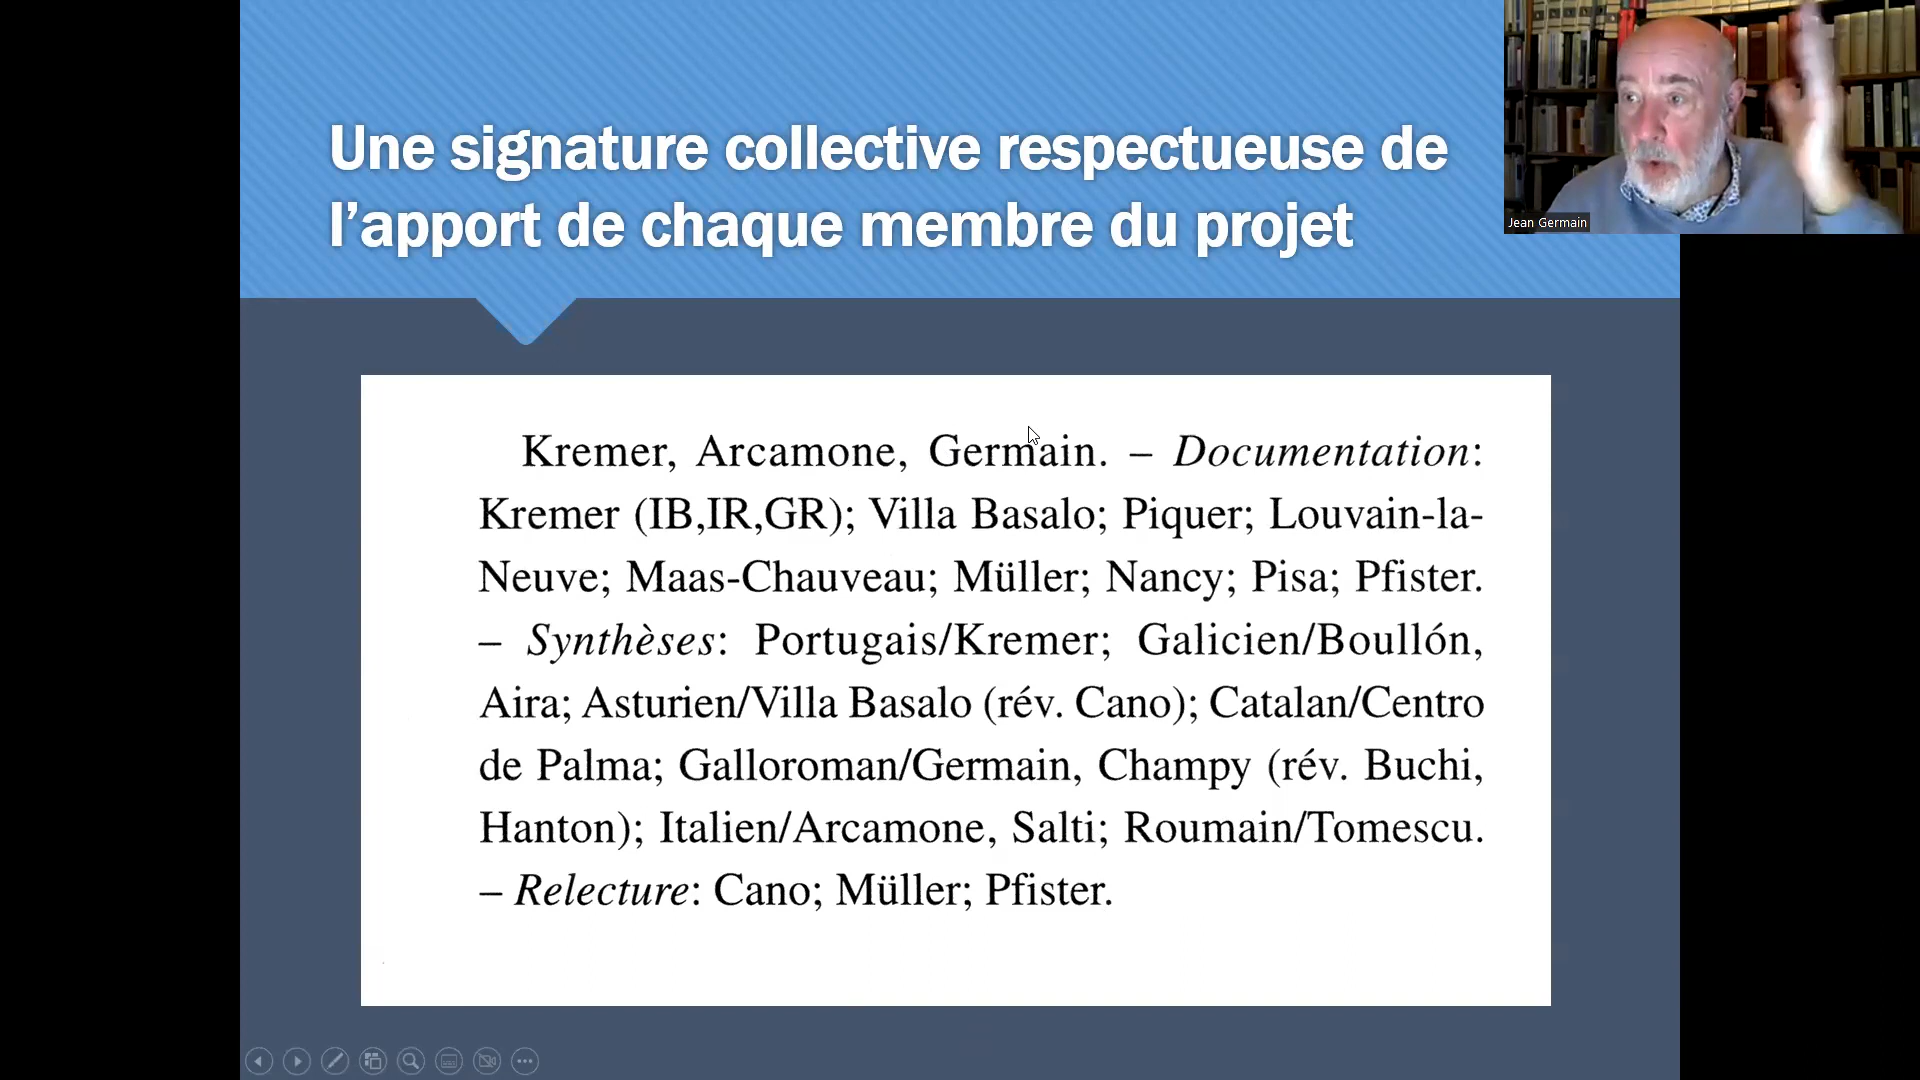 Une signature collective respectueuse de
l’apport de chaque membre du projet
Jean Germain
Kremer, Arcamone, Germain. – Documentation:
Kremer (IB,IR,GR); Villa Basalo; Piquer; Louvain-la-
Neuve; Maas-Chauveau; Müller; Nancy; Pisa; Pfister.
– Synthèses: Portugais/Kremer; Galicien/Boullón,
Aira; Asturien/Villa Basalo (rév. Cano); Catalan/Centro
de Palma; Galloroman/Germain, Champy (rév. Buchi,
Hanton); Italien/Arcamone, Salti; Roumain/Tomescu.
– Relecture: Cano; Müller; Pfister.